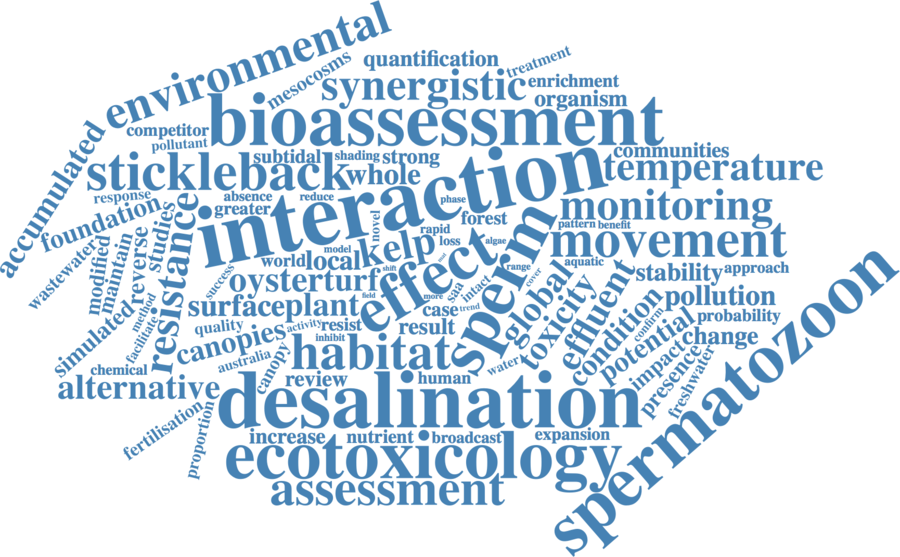 environmental
mesocosms
quantification
treatment
synergistic
enrichment
organism
accumulated
competitor
bioassessment
pollutant
stickleback
subtidal
shading
strong
interaction
communities
whole
temperature
response
absence
reduce
foundation
resistance
greater
phase
forest
monitoring
pattern
benefit
novel
rapid
loss
algae
movement
wastewater
modified
maintain
reverse
studies
world
local
model
kelp
effect
sperm
aquatic
stability
approach
success
oyster
turf
shift
saa
intact
range
cover
global
toxicity
effluent
condition
spermatozoon
surface
plant
field
more
case
trend
pollution
simulated
method
facilitate
quality
activity
resist
result
confirm
potential
probability
canopies
inhibit
change
chemical
australia
canopy
habitat
water
impact
alternative
review
human
presence
freshwater
desalination
fertilisation
proportion
increase
nutrient
broadcast
expansion
ecotoxicology
assessment